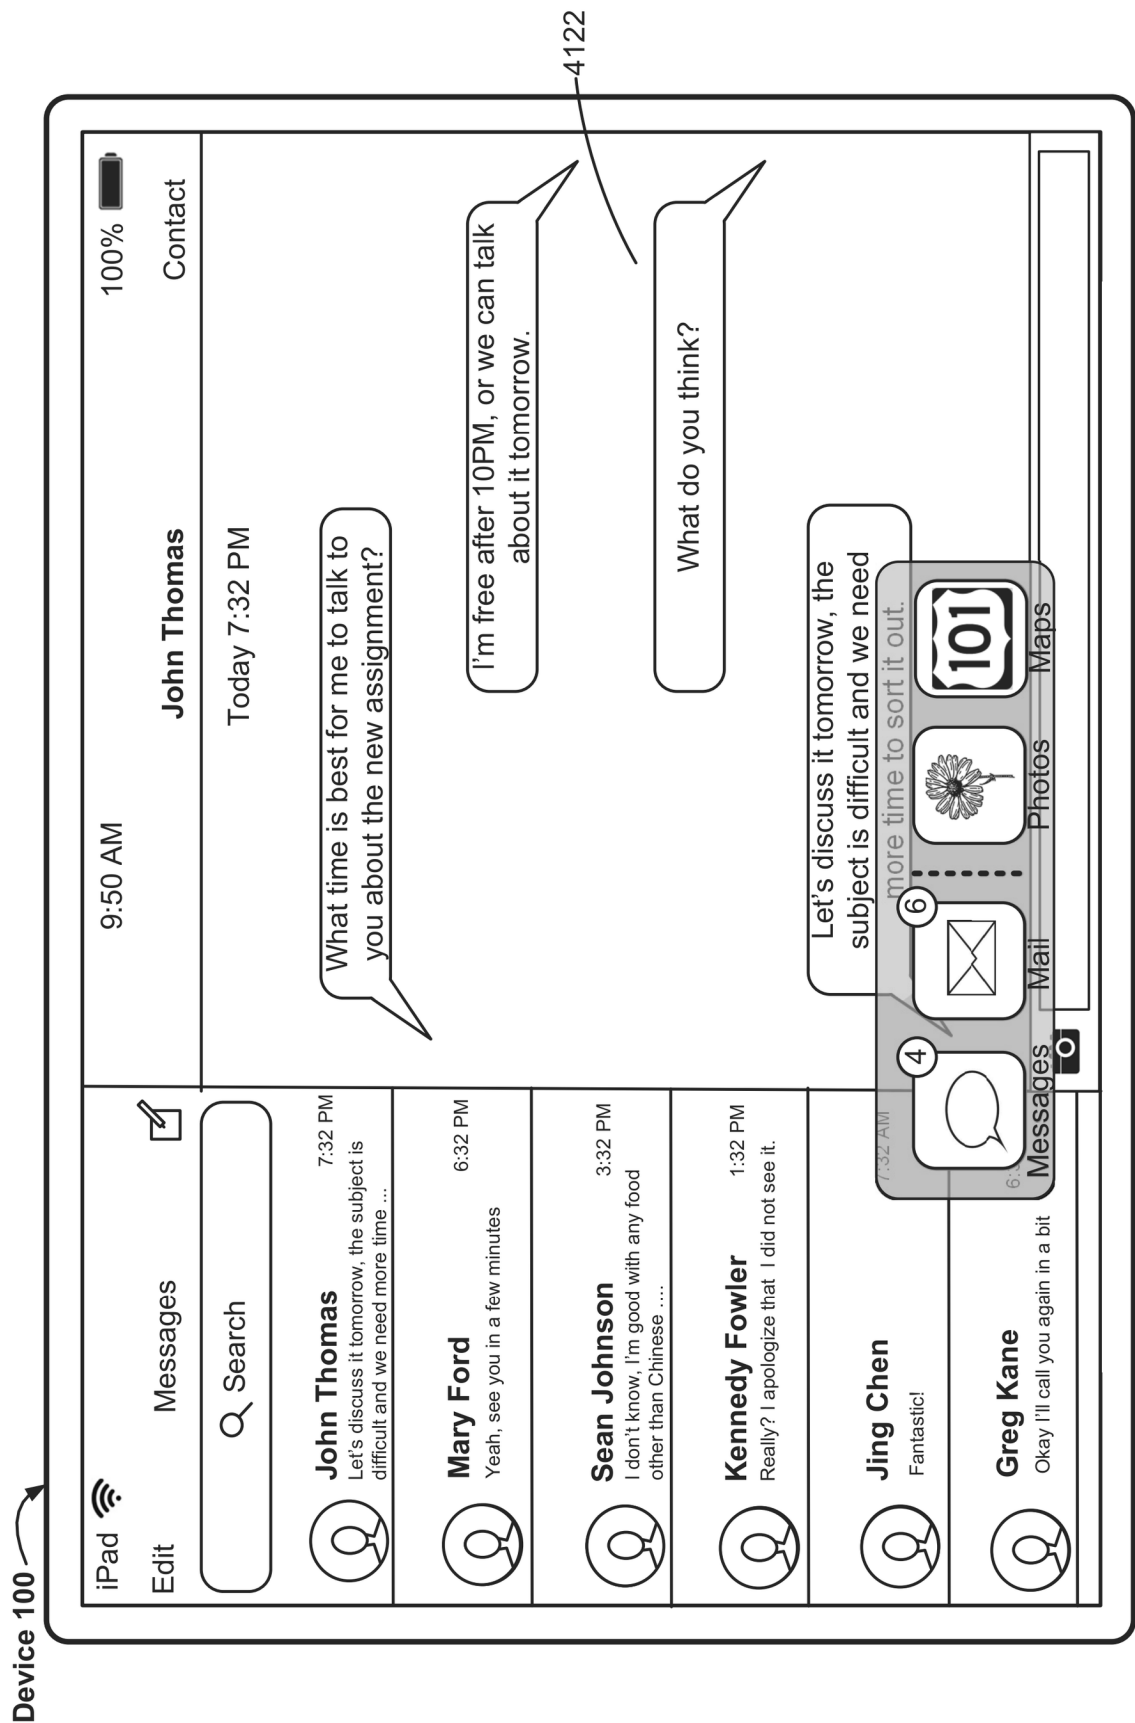 Device 100
iPad
9:50 AM
100%
Edit
Messages
John Thomas
Contact
Search
Today 7:32 PM
John Thomas
7:32 PM
Let's discuss it tomorrow, the subject is
difficult and we need more time ...
Mary Ford
6:32 PM
Yeah, see you in a few minutes
Sean Johnson
3:32 PM
I don't know, I'm good with any food
other than Chinese ....
Kennedy Fowler
1:32 PM
Really? I apologize that I did not see it.
Jing Chen
7:32 AM
Fantastic!
Greg Kane
6:
Okay I'll call you again in a bit
What time is best for me to talk to
you about the new assignment?
I'm free after 10PM, or we can talk
about it tomorrow.
4122
What do you think?
Let's discuss it tomorrow, the
subject is difficult and we need
more time to sort it out.
4
6
101
Messages
Mail
Photos
Maps